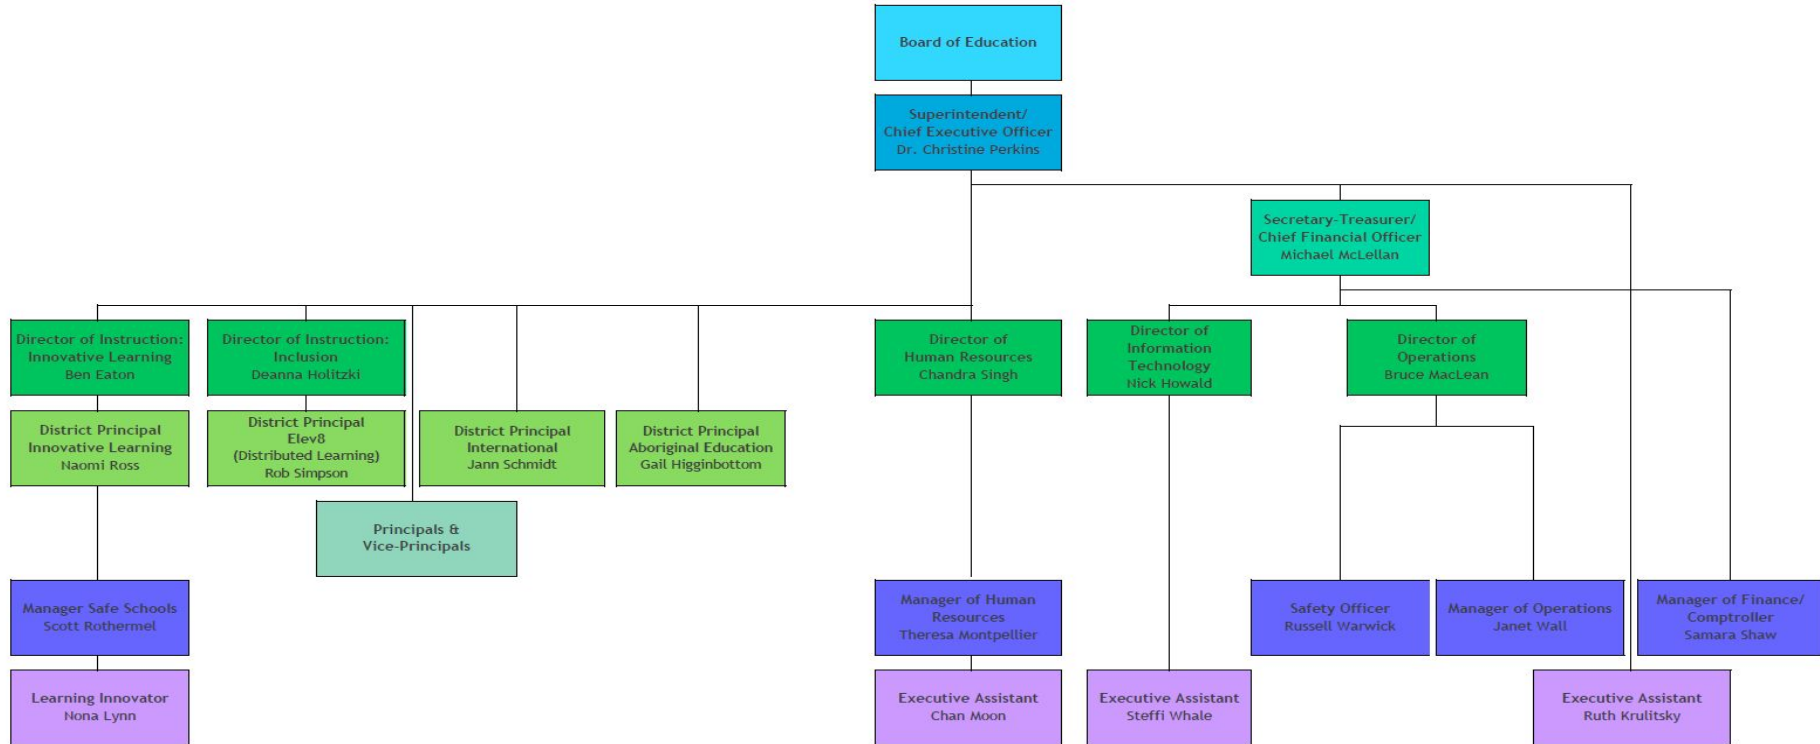 Board of Education
Superintendent/
Chief Executive Officer
Dr. Christine Perkins
Secretary-Treasurer/
Chief Financial Officer
Michael McLellan
Director of Instruction:
Innovative Learning
Ben Eaton
Director of Instruction:
Inclusion
Deanna Holitzki
Director of
Human Resources
Chandra Singh
Director of
Information
Technology
Nick Howald
Director of
Operations
Bruce MacLean
District Principal
Innovative Learning
Naomi Ross
District Principal
Elev8
(Distributed Learning)
Rob Simpson
District Principal
International
Jann Schmidt
District Principal
Aboriginal Education
Gail Higginbottom
Principals &
Vice-Principals
Manager Safe Schools
Scott Rothermel
Manager of Human
Resources
Theresa Montpellier
Safety Officer
Russell Warwick
Manager of Operations
Janet Wall
Manager of Finance/
Comptroller
Samara Shaw
Learning Innovator
Nona Lynn
Executive Assistant
Chan Moon
Executive Assistant
Steffi Whale
Executive Assistant
Ruth Krulitsky